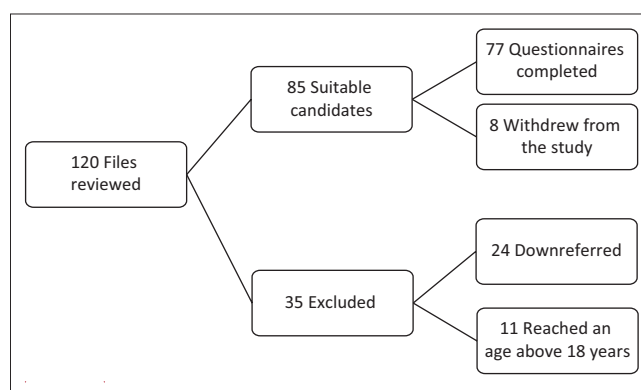 120 Files
reviewed
85 Suitable
candidates
77 Questionnaires
completed
8 Withdrew from
the study
35 Excluded
24 Downreferred
11 Reached an
age above 18 years